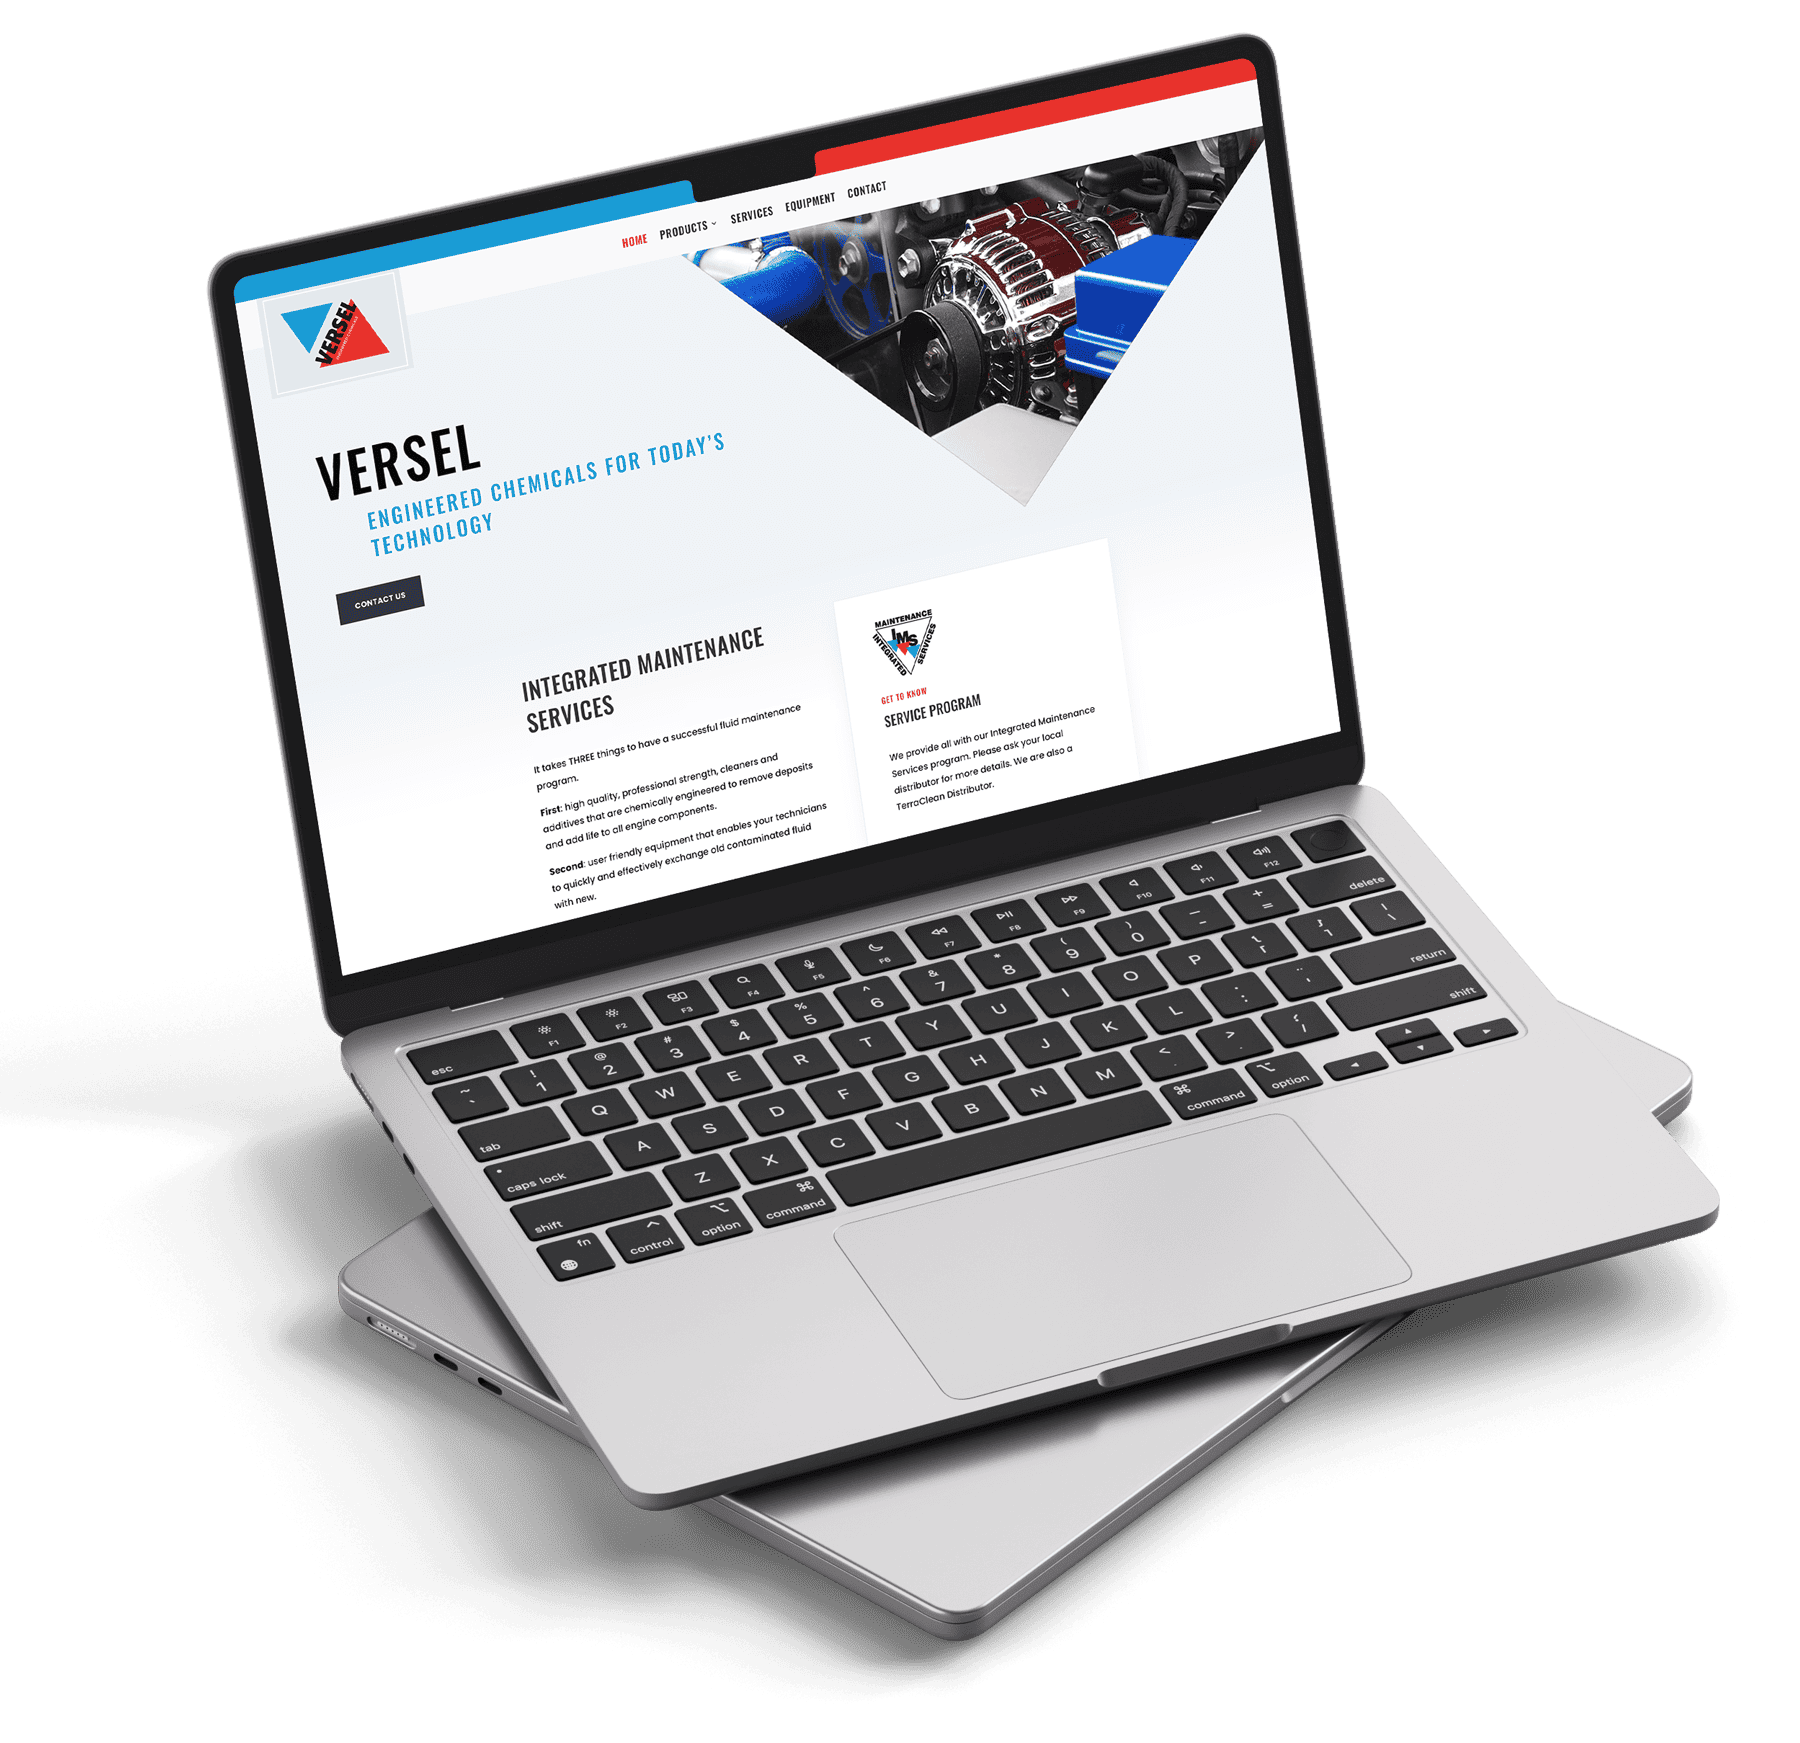 HOME PRODUCTS SERVICES EQUIPMENT CONTACT
VERSEL
VERSEL
ENGINEERED CHEMICALS FOR TODAY'S
TECHNOLOGY
CONTACT US
INTEGRATED MAINTENANCE
SERVICES
It takes THREE things to have a successful fluid maintenance
program.
First: high quality, professional strength, cleaners and
additives that are chemically engineered to remove deposits
and add life to all engine components.
Second: user friendly equipment that enables your technicians
to quickly and effectively exchange old contaminated fluid
with new.
MAINTENANCE
IMS
INTEGRATED
SERVICES
GET TO KNOW
SERVICE PROGRAM
We provide all with our Integrated Maintenance
Services program. Please ask your local
distributor for more details. We are also a
TerraClean Distributor.
esc F1 F2 F3 F4 F5 F6 F7 F8 F9 F10 F11 F12
~ ` ! 1 @ 2 # 3 $ 4 % 5 ^ 6 & 7 * 8 ( 9 ) 0 _ - + = delete
tab Q W E R T Y U I O P { [ } ] | \
caps lock A S D F G H J K L : ; " ' return
shift Z X C V B N M < , > . ? / shift
fn control option ⌘ command ⌘ command option